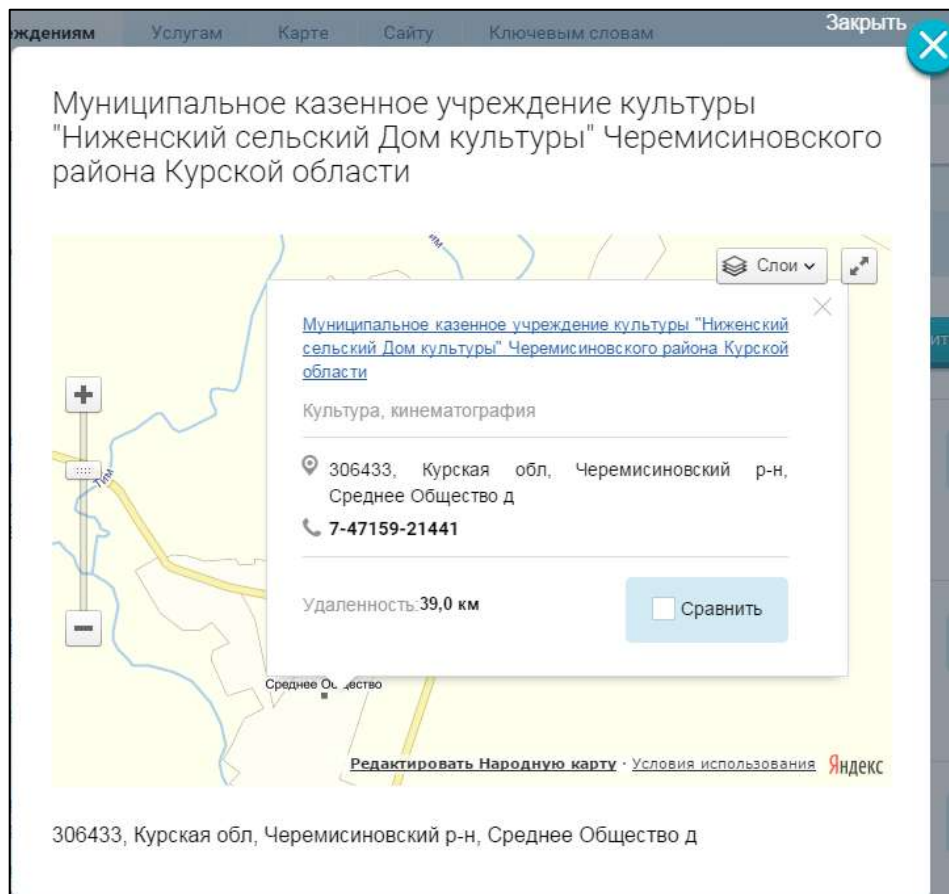 ждениям Услугам Карте Сайту Ключевым словам Закрыть
Муниципальное казенное учреждение культуры
"Ниженский сельский Дом культуры" Черемисиновского
района Курской области
Слои
Муниципальное казенное учреждение культуры "Ниженский
сельский Дом культуры" Черемисиновского района Курской
области
Культура, кинематография
306433, Курская обл, Черемисиновский р-н,
Среднее Общество д
7-47159-21441
Тим
Удаленность:39,0 км
Сравнить
Среднее
Редактировать Народную карту · Условия использования Яндекс
306433, Курская обл, Черемисиновский р-н, Среднее Общество д